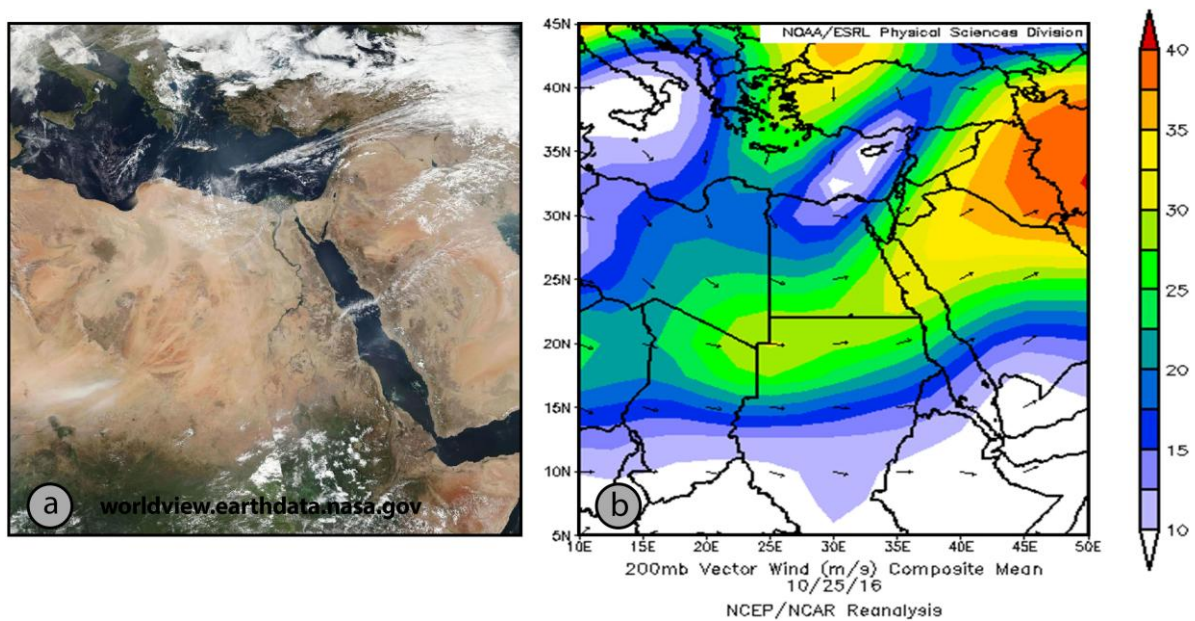 a
worldview.earthdata.nasa.gov
NOAA/ESRL Physical Sciences Division
45N
40N
35N
30N
25N
20N
15N
10N
5N
b
10E
15E
20E
25E
30E
35E
40E
45E
50E
200mb Vector Wind (m/s) Composite Mean
10/25/16
NCEP/NCAR Reanalysis
40
35
30
25
20
15
10